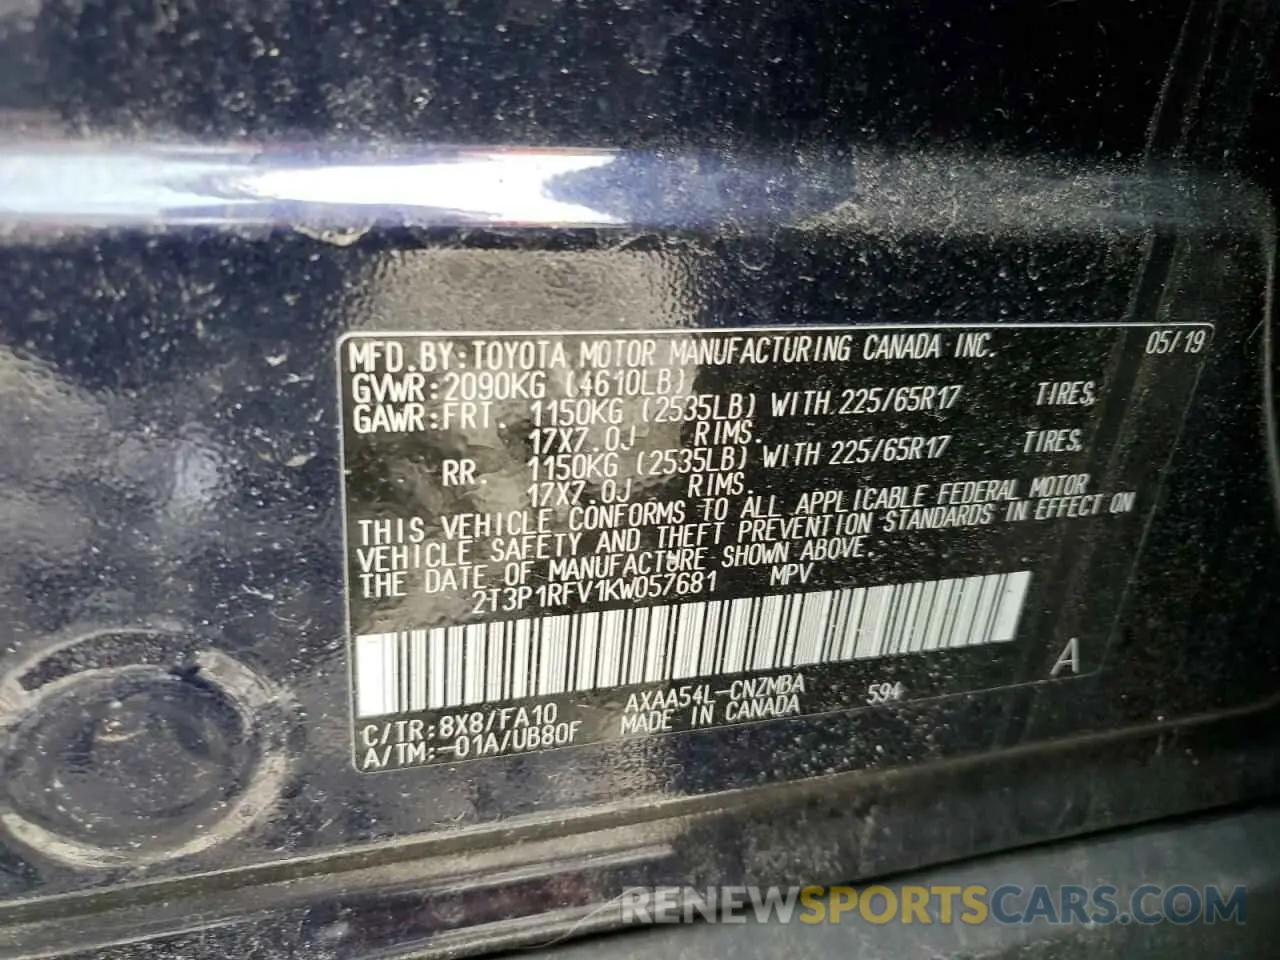 MFD.BY:TOYOTA MOTOR MANUFACTURING CANADA INC. 05/19
GVWR:2090KG (4610LB)
GAWR:FRT. 1150KG (2535LB) WITH 225/65R17 TIRES,
17X7.0J RIMS.
RR. 1150KG (2535LB) WITH 225/65R17 TIRES,
17X7.0J RIMS.
THIS VEHICLE CONFORMS TO ALL APPLICABLE FEDERAL MOTOR
VEHICLE SAFETY AND THEFT PREVENTION STANDARDS IN EFFECT ON
THE DATE OF MANUFACTURE SHOWN ABOVE.
2T3P1RFV1KW057681 MPV
A
C/TR:8X8/FA10 AXAA54L-CNZMBA 594
A/TM:-01A/UB80F MADE IN CANADA
RENEWSPORTSCARS.COM